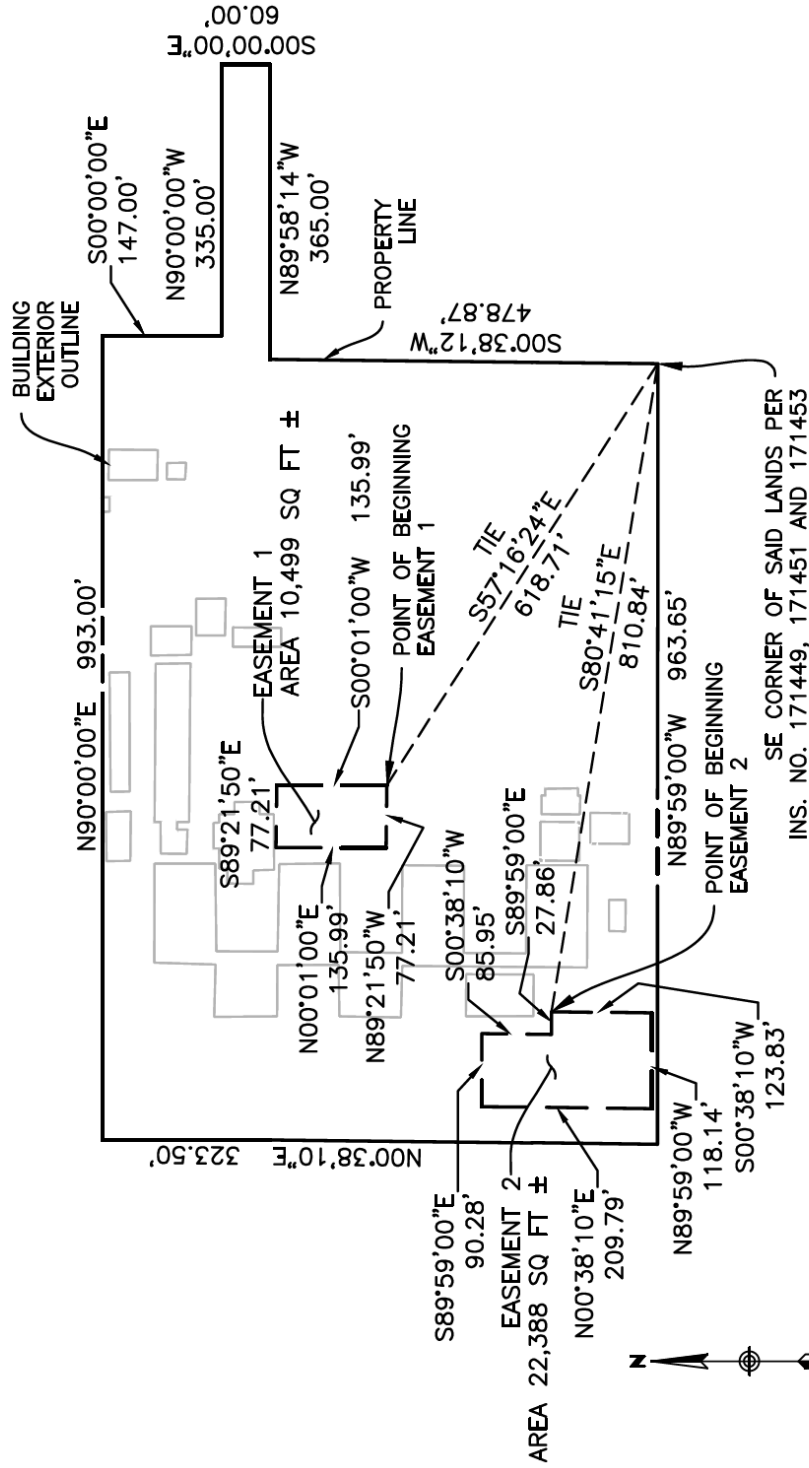 N90°00'00"E 993.00'
BUILDING
EXTERIOR
OUTLINE
S00°00'00"E
147.00'
N90°00'00"W
335.00'
S00°00'00"E
60.00'
N89°58'14"W
365.00'
PROPERTY
LINE
S00°38'12"W
478.87'
EASEMENT 1
AREA 10,499 SQ FT ±
S89°21'50"E
77.21'
S00°01'00"W 135.99'
POINT OF BEGINNING
EASEMENT 1
N00°01'00"E
135.99'
N89°21'50"W
77.21'
TIE
S57°16'24"E
618.71'
TIE
S80°41'15"E
810.84'
S00°38'10"W
85.95'
S89°59'00"E
27.86'
N00°38'10"E 323.50'
S89°59'00"E
90.28'
EASEMENT 2
AREA 22,388 SQ FT ±
N00°38'10"E
209.79'
N89°59'00"W
118.14'
S00°38'10"W
123.83'
N89°59'00"W 963.65'
POINT OF BEGINNING
EASEMENT 2
SE CORNER OF SAID LANDS PER
INS. NO. 171449, 171451 AND 171453
N